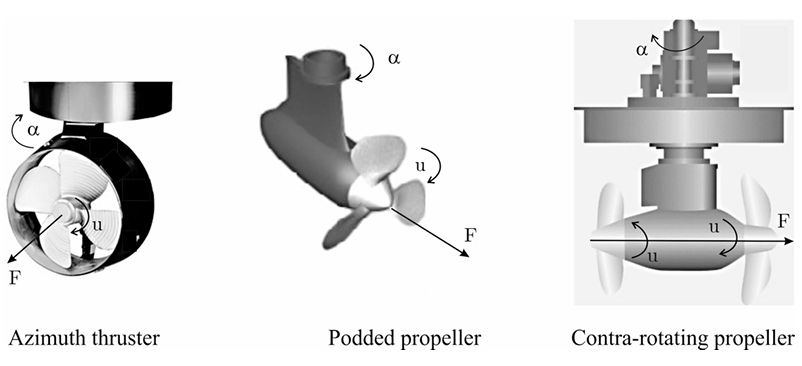 α
u
F
Azimuth thruster
α
u
F
Podded propeller
α
u
u
F
Contra-rotating propeller